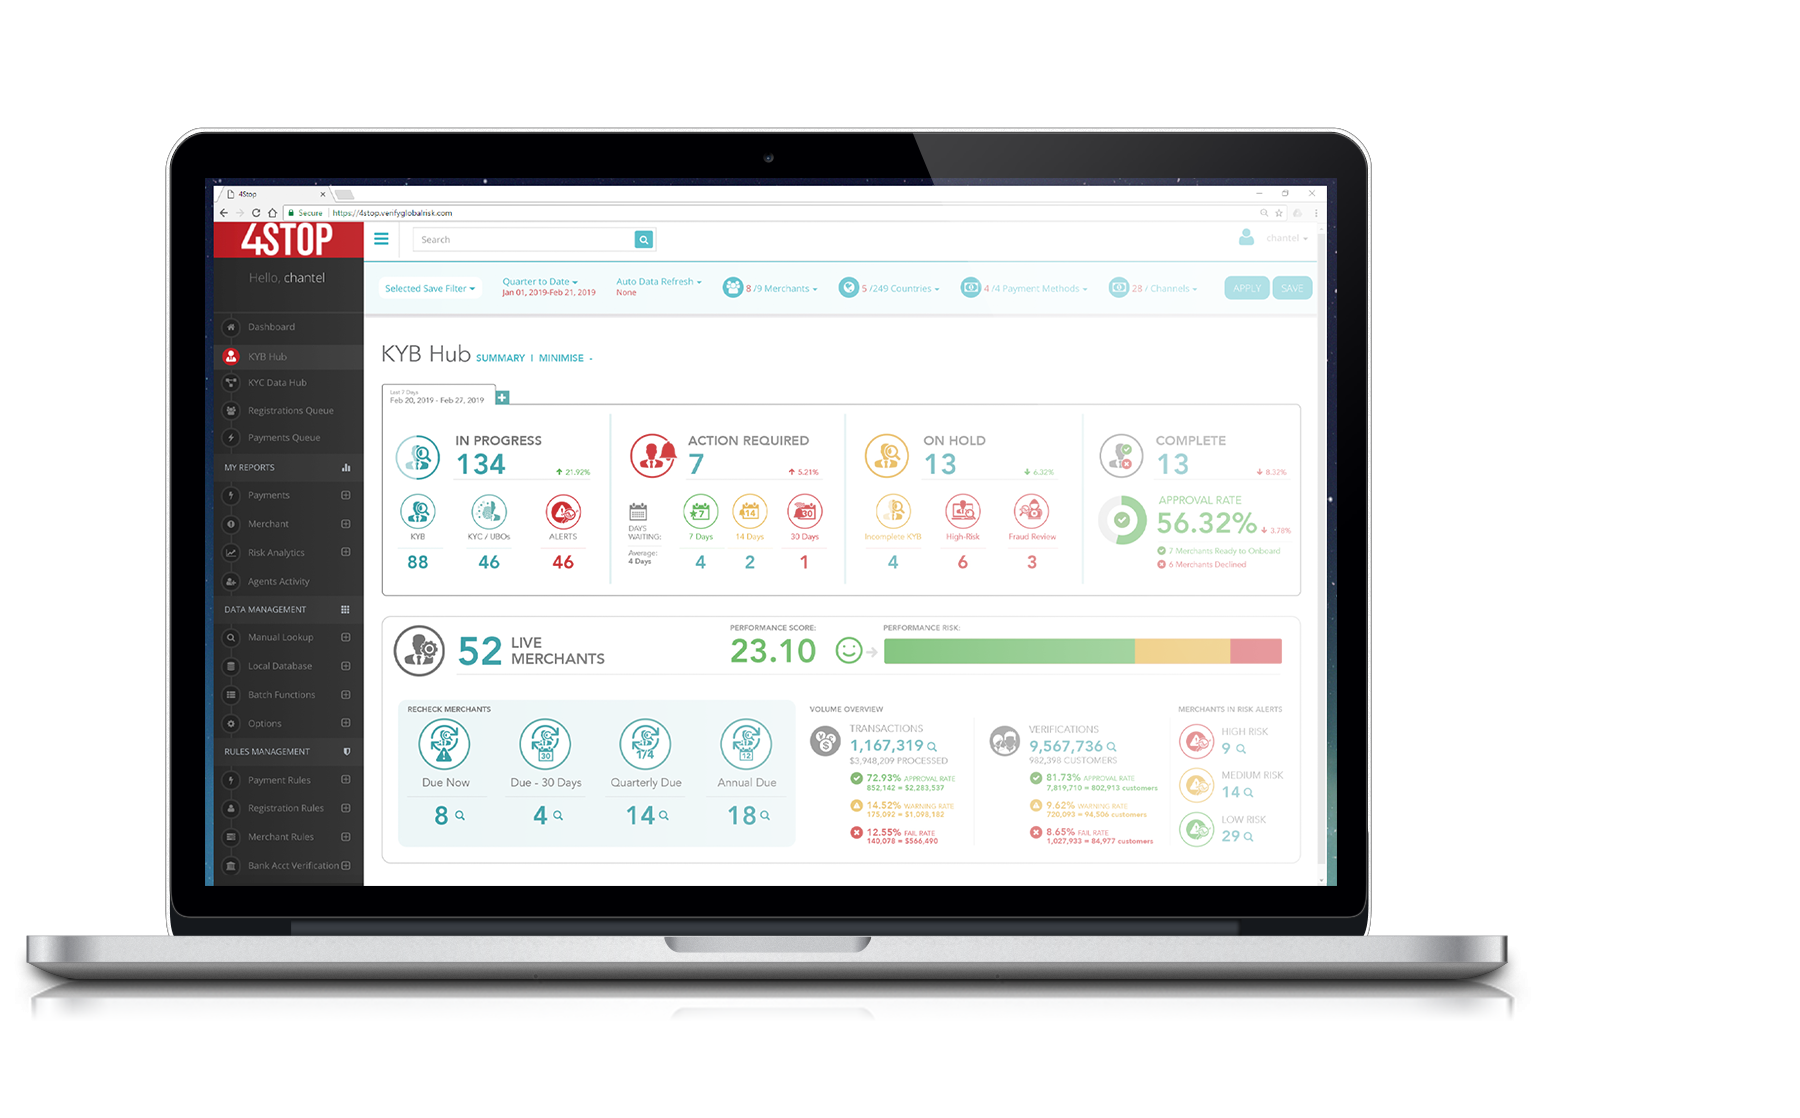 4Stop
Secure https://4stop.verifyglobalrisk.com
4STOP
Search
chantel
Hello, chantel
Selected Save Filter
Quarter to Date
Jan 01, 2019-Feb 21, 2019
Auto Data Refresh
None
8 /9 Merchants
5 /249 Countries
4 /4 Payment Methods
28 / Channels
APPLY
SAVE
Dashboard
KYB Hub
KYC Data Hub
Registrations Queue
Payments Queue
MY REPORTS
Payments
Merchant
Risk Analytics
Agents Activity
DATA MANAGEMENT
Manual Lookup
Local Database
Batch Functions
Options
RULES MANAGEMENT
Payment Rules
Registration Rules
Merchant Rules
Bank Acct Verification
KYB Hub SUMMARY | MINIMISE -
Last 7 Days
Feb 20, 2019 - Feb 27, 2019
IN PROGRESS
134
21.92%
KYB
88
KYC / UBOs
46
ALERTS
46
ACTION REQUIRED
7
5.21%
DAYS
WAITING:
Average:
4 Days
7
7 Days
4
14
14 Days
2
30
30 Days
1
ON HOLD
13
6.32%
Incomplete KYB
4
High-Risk
6
Fraud Review
3
COMPLETE
13
8.32%
APPROVAL RATE
56.32%
3.78%
7 Merchants Ready to Onboard
6 Merchants Declined
52 LIVE
MERCHANTS
PERFORMANCE SCORE:
23.10
PERFORMANCE RISK:
RECHECK MERCHANTS
Due Now
8
30
Due - 30 Days
4
1/4
Quarterly Due
14
12
Annual Due
18
VOLUME OVERVIEW
TRANSACTIONS
1,167,319
$3,948,209 PROCESSED
72.93% APPROVAL RATE
852,142 = $2,283,537
14.52% WARNING RATE
175,092 = $1,098,182
12.55% FAIL RATE
140,078 = $566,490
VERIFICATIONS
9,567,736
982,398 CUSTOMERS
81.73% APPROVAL RATE
7,819,710 = 802,913 customers
9.62% WARNING RATE
720,093 = 94,506 customers
8.65% FAIL RATE
1,027,933 = 84,977 customers
MERCHANTS IN RISK ALERTS
HIGH RISK
9
MEDIUM RISK
14
LOW RISK
29